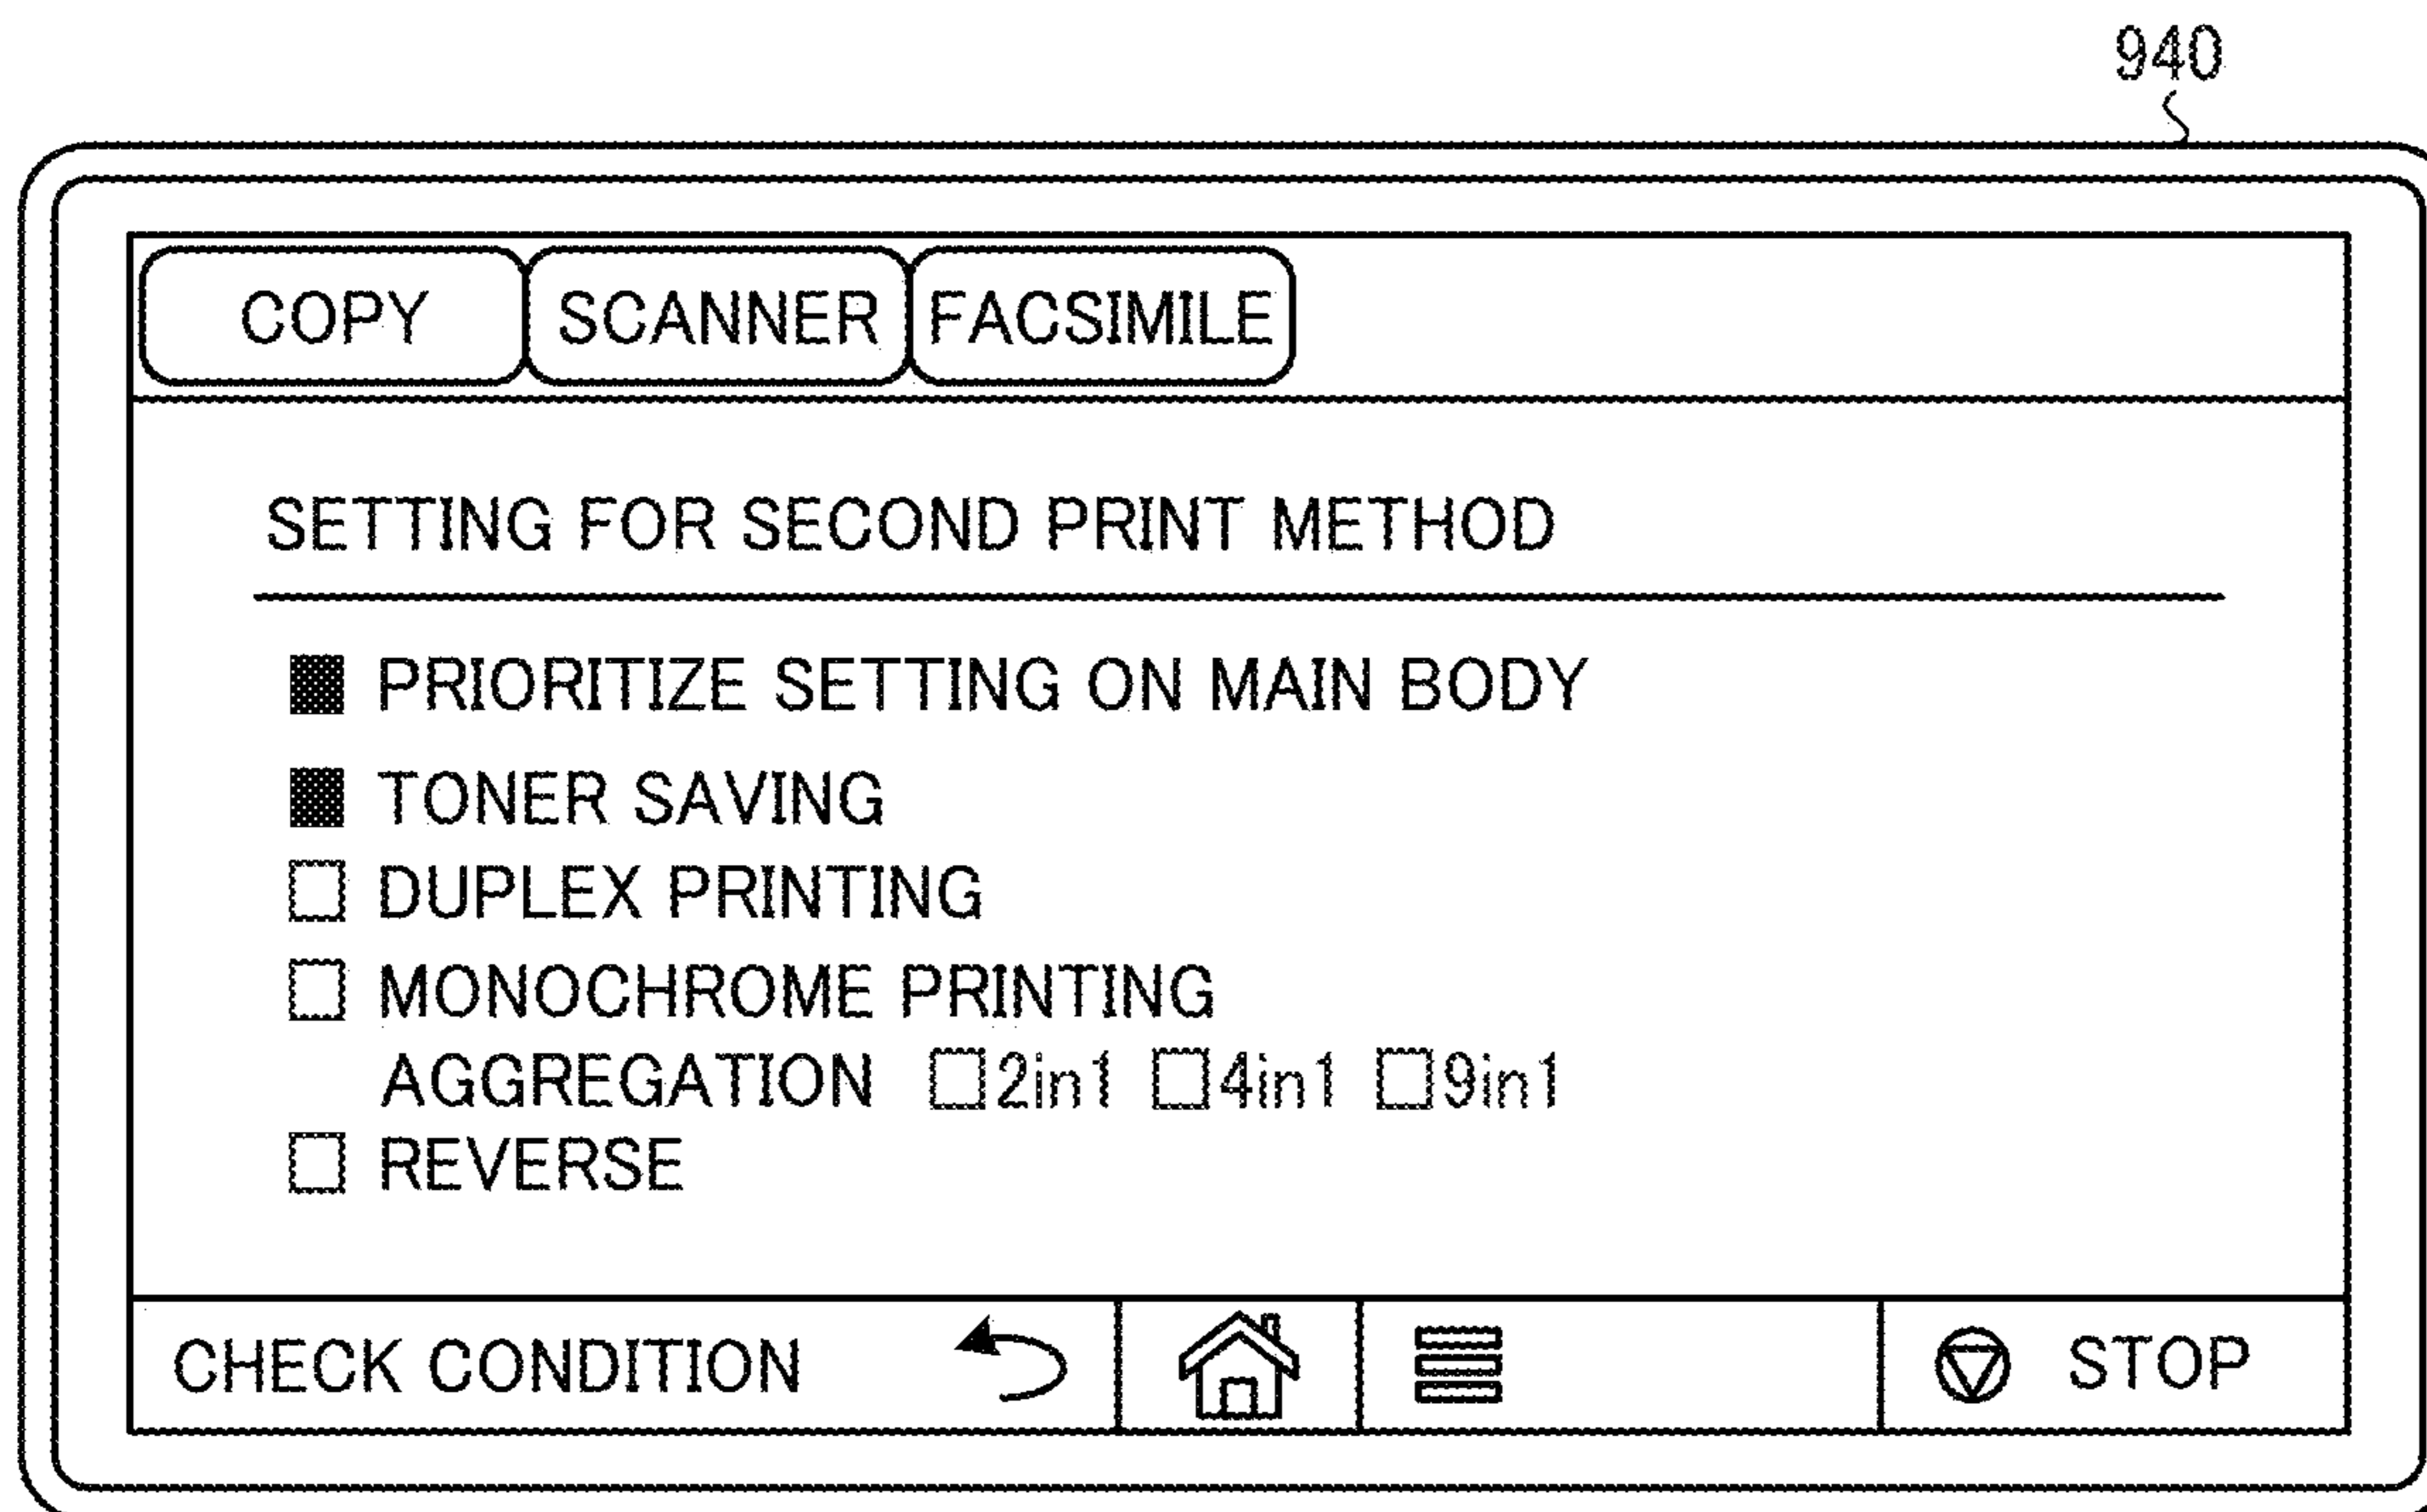 940
COPY SCANNER FACSIMILE
SETTING FOR SECOND PRINT METHOD
PRIORITIZE SETTING ON MAIN BODY
TONER SAVING
DUPLEX PRINTING
MONOCHROME PRINTING
AGGREGATION 2in1 4in1 9in1
REVERSE
CHECK CONDITION STOP